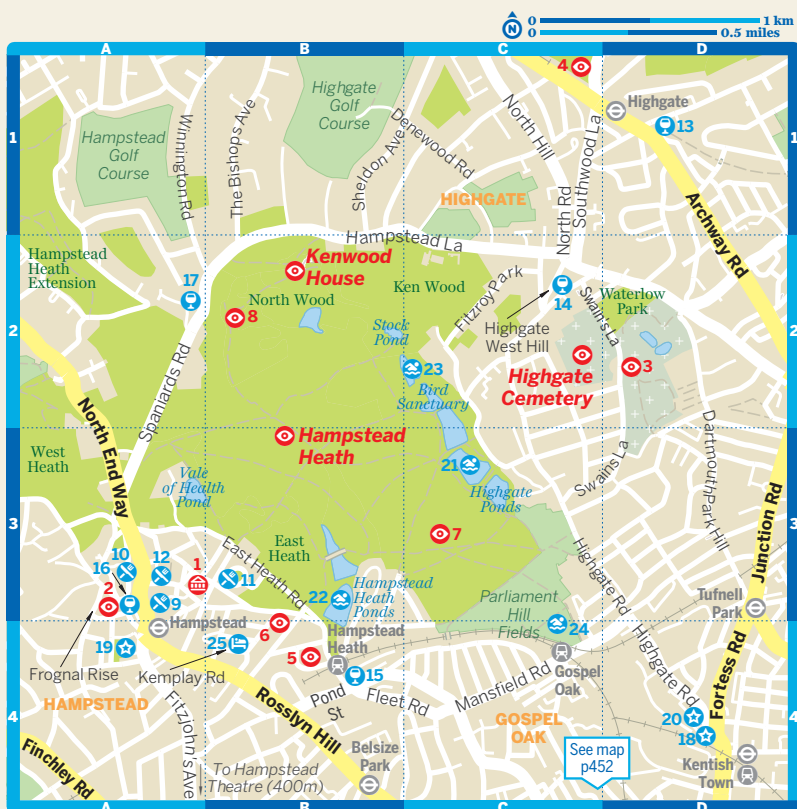 N
0
1 km
0
0.5 miles
A
B
C
D
1
1
2
2
3
3
4
4
A
B
C
D
4
Highgate
13
Highgate
Golf
Course
Hampstead
Golf
Course
Winnington Rd
The Bishops Ave
Sheldon Ave
Denewood Rd
North Hill
Southwood La
North Rd
HIGHGATE
Archway Rd
Hampstead La
Hampstead
Heath
Extension
17
Kenwood
House
North Wood
8
Ken Wood
Fitzroy Park
14
Highgate
West Hill
Swain's La
Waterlow
Park
Stock
Pond
23
Bird
Sanctuary
Highgate
Cemetery
3
Spaniards Rd
North End Way
West
Heath
Hampstead
Heath
21
Highgate
Ponds
Swains La
Dartmouth Park Hill
Junction Rd
Vale
of Health
Pond
7
East
Heath
East Heath Rd
10
16
12
1
11
2
9
22
Hampstead
Heath
Ponds
Parliament
Hill
Fields
24
Highgate Rd
Tufnell
Park
Hampstead
6
19
25
5
Hampstead
Heath
15
Frognal Rise
Kemplay Rd
HAMPSTEAD
Pond
St
Fleet Rd
Mansfield Rd
Gospel
Oak
Highgate Rd
Fortess Rd
Fitzjohn's Ave
Rosslyn Hill
GOSPEL
OAK
20
18
Finchley Rd
To Hampstead
Theatre (400m)
Belsize
Park
See map
p452
Kentish
Town